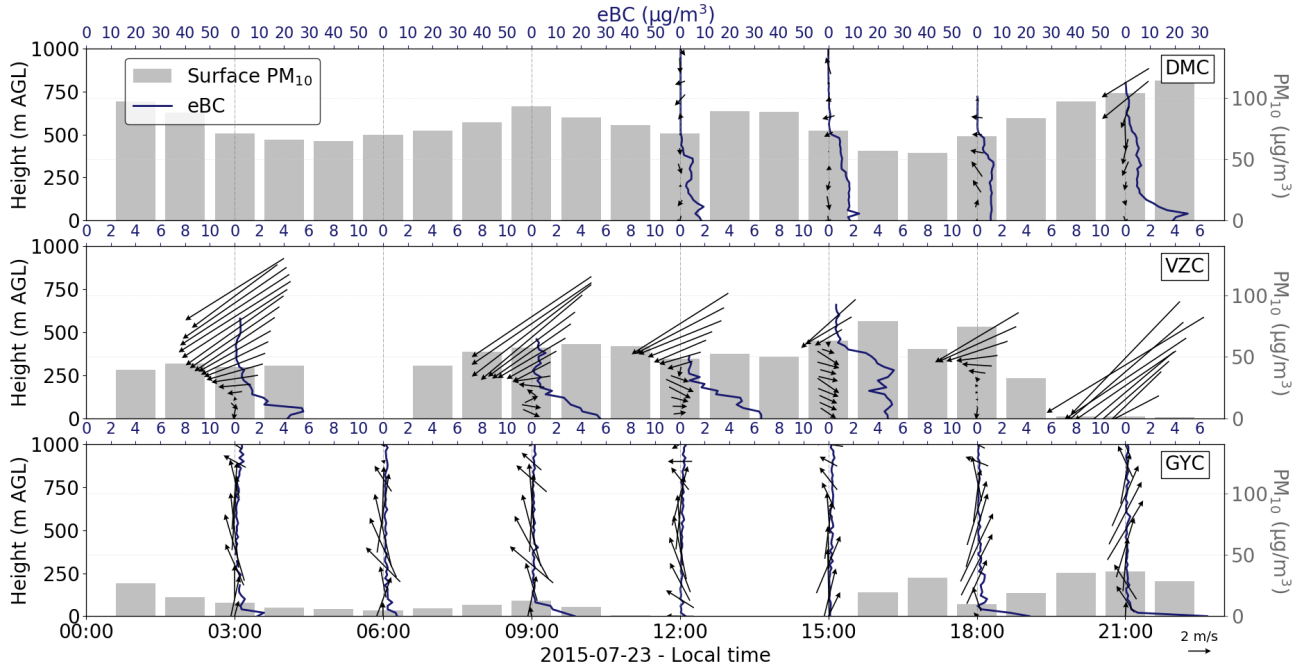 eBC (µg/m³)
0 10 20 30 40 50 0 10 20 30 40 50 0 10 20 30 40 50 0 10 20 30 40 50 0 10 20 30 40 50 0 10 20 30 40 50 0 10 20 30 40 50 0 10 20 30
1000
750
500
250
0
Height (m AGL)
Surface PM₁₀
eBC
DMC
100
50
0
PM₁₀ (µg/m³)
0 2 4 6 8 10 0 2 4 6 8 10 0 2 4 6 8 10 0 2 4 6 8 10 0 2 4 6 8 10 0 2 4 6 8 10 0 2 4 6 8 10 0 2 4 6
1000
750
500
250
0
Height (m AGL)
VZC
100
50
0
PM₁₀ (µg/m³)
0 2 4 6 8 10 0 2 4 6 8 10 0 2 4 6 8 10 0 2 4 6 8 10 0 2 4 6 8 10 0 2 4 6 8 10 0 2 4 6 8 10 0 2 4 6
1000
750
500
250
0
Height (m AGL)
GYC
100
50
0
PM₁₀ (µg/m³)
00:00 03:00 06:00 09:00 12:00 15:00 18:00 21:00
2 m/s
2015-07-23 - Local time